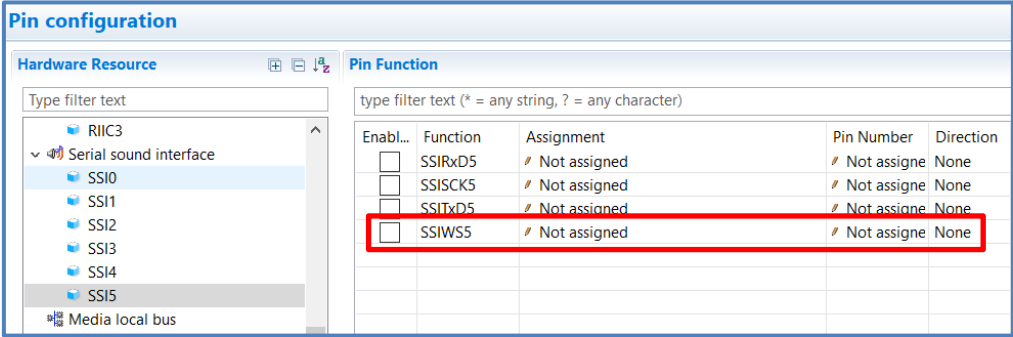 Pin configuration
Hardware Resource
Type filter text
RIIC3
Serial sound interface
SSI0
SSI1
SSI2
SSI3
SSI4
SSI5
Media local bus
Pin Function
type filter text (* = any string, ? = any character)
Enabl... Function Assignment Pin Number Direction
SSIRxD5 Not assigned Not assigne None
SSISCK5 Not assigned Not assigne None
SSITxD5 Not assigned Not assigne None
SSIWS5 Not assigned Not assigne None